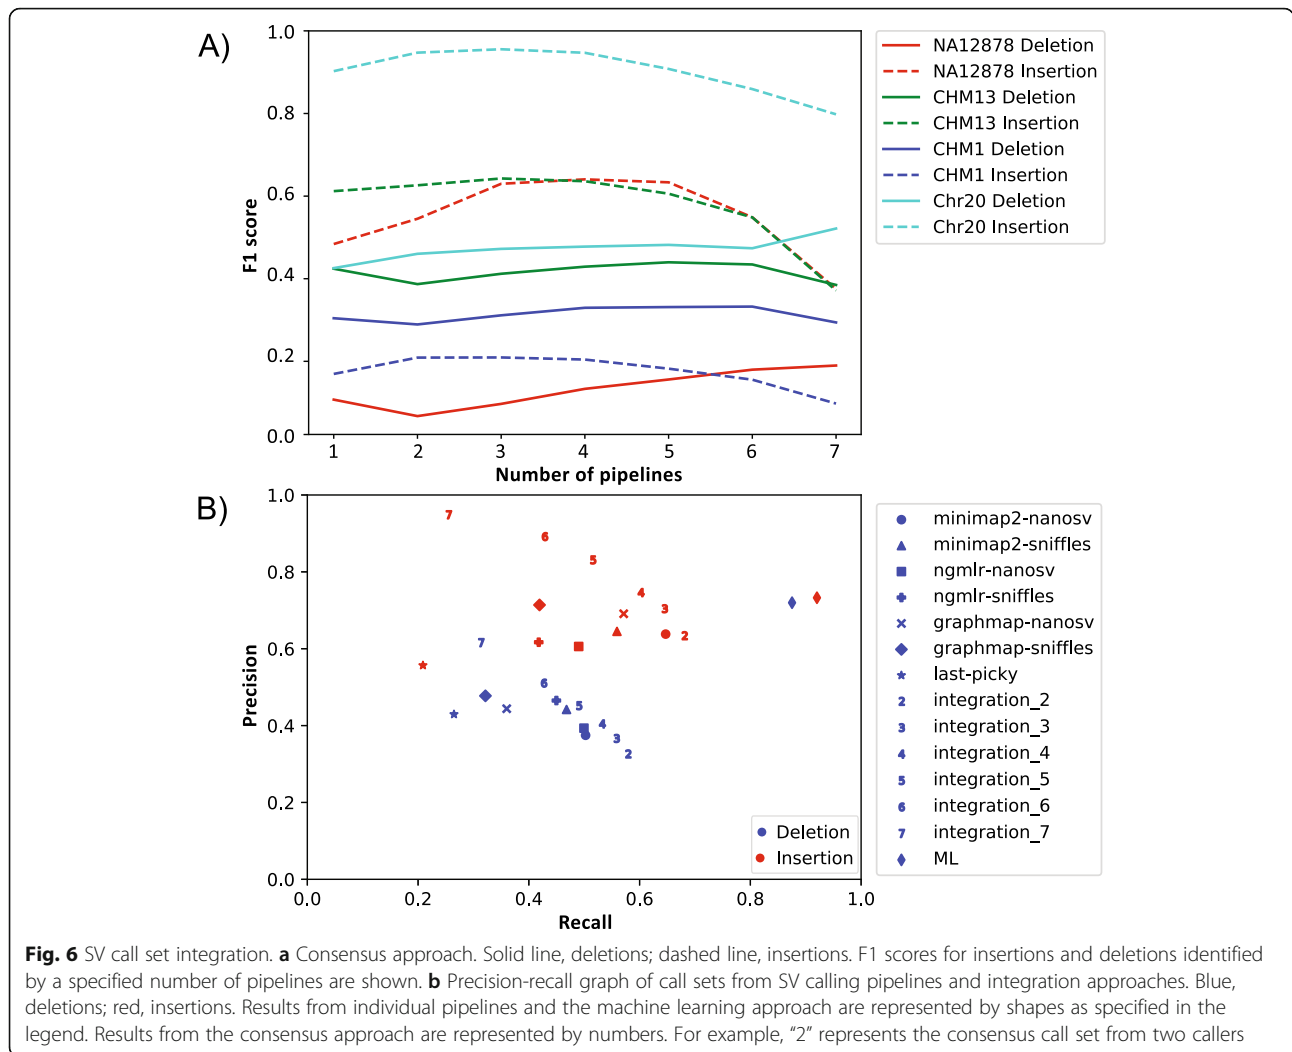 A)
1.0
0.8
0.6
0.4
0.2
0.0
F1 score
1 2 3 4 5 6 7
Number of pipelines
NA12878 Deletion
NA12878 Insertion
CHM13 Deletion
CHM13 Insertion
CHM1 Deletion
CHM1 Insertion
Chr20 Deletion
Chr20 Insertion
B)
1.0
0.8
0.6
0.4
0.2
0.0
Precision
7
6
5
4
3
2
7
6
5
4
3
2
Deletion
Insertion
0.0 0.2 0.4 0.6 0.8 1.0
Recall
minimap2-nanosv
minimap2-sniffles
ngmlr-nanosv
ngmlr-sniffles
graphmap-nanosv
graphmap-sniffles
last-picky
2 integration_2
3 integration_3
4 integration_4
5 integration_5
6 integration_6
7 integration_7
ML
Fig. 6 SV call set integration. a Consensus approach. Solid line, deletions; dashed line, insertions. F1 scores for insertions and deletions identified
by a specified number of pipelines are shown. b Precision-recall graph of call sets from SV calling pipelines and integration approaches. Blue,
deletions; red, insertions. Results from individual pipelines and the machine learning approach are represented by shapes as specified in the
legend. Results from the consensus approach are represented by numbers. For example, “2” represents the consensus call set from two callers